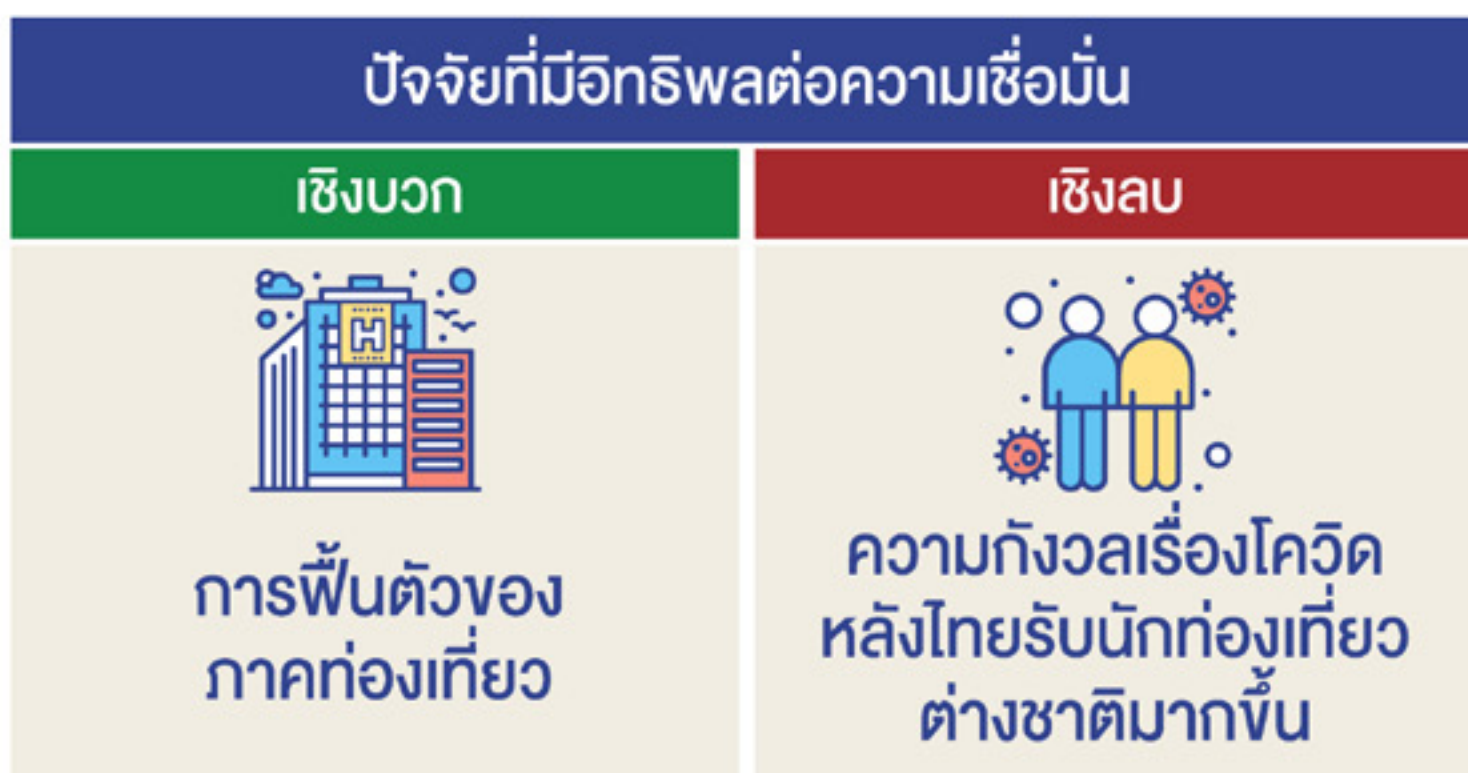 ปัจจัยที่มีอิทธิพลต่อความเชื่อมั่น
เชิงบวก
เชิงลบ
H
การฟื้นตัวของ
ภาคท่องเที่ยว
ความกังวลเรื่องโควิด
หลังไทยรับนักท่องเที่ยว
ต่างชาติมากขึ้น